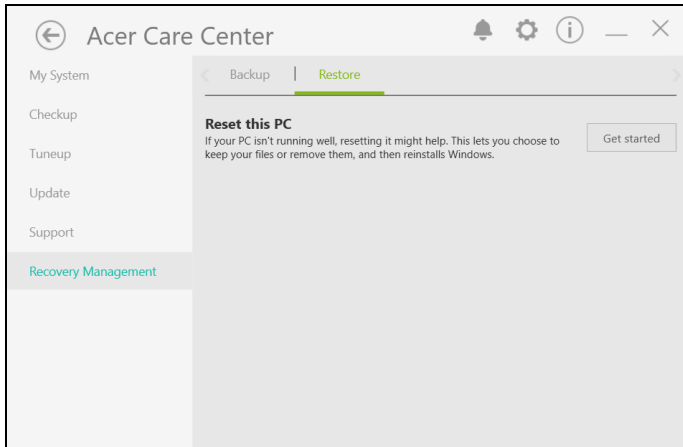 Acer Care Center
My System
Checkup
Tuneup
Update
Support
Recovery Management
Backup
Restore
Reset this PC
If your PC isn't running well, resetting it might help. This lets you choose to
keep your files or remove them, and then reinstalls Windows.
Get started